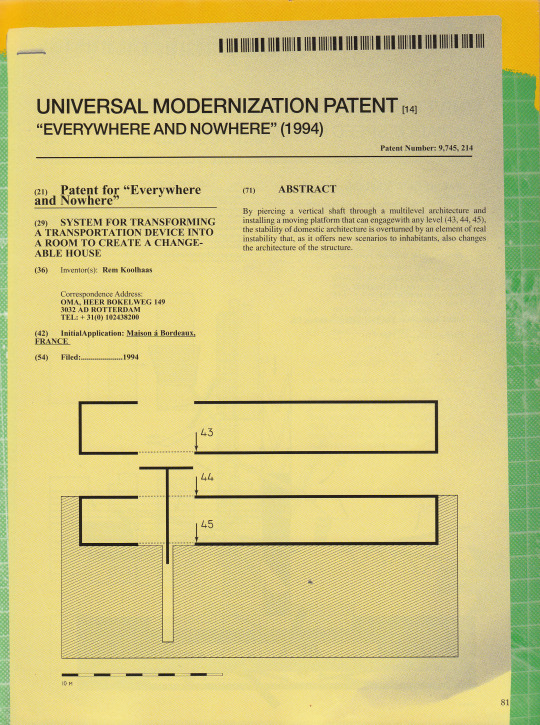 UNIVERSAL MODERNIZATION PATENT [14]
“EVERYWHERE AND NOWHERE” (1994)
Patent Number: 9,745, 214
(21) Patent for “Everywhere
and Nowhere”
(29) SYSTEM FOR TRANSFORMING
A TRANSPORTATION DEVICE INTO
A ROOM TO CREATE A CHANGE-
ABLE HOUSE
(36) Inventor(s): Rem Koolhaas
Correspondence Address:
OMA, HEER BOKELWEG 149
3032 AD ROTTERDAM
TEL: + 31(0) 102438200
(42) InitialApplication: Maison á Bordeaux,
FRANCE
(54) Filed:.....................1994
(71) ABSTRACT
By piercing a vertical shaft through a multilevel architecture and
installing a moving platform that can engagewith any level (43, 44, 45),
the stability of domestic architecture is overturned by an element of real
instability that, as it offers new scenarios to inhabitants, also changes
the architecture of the structure.
43
44
45
10 M
81